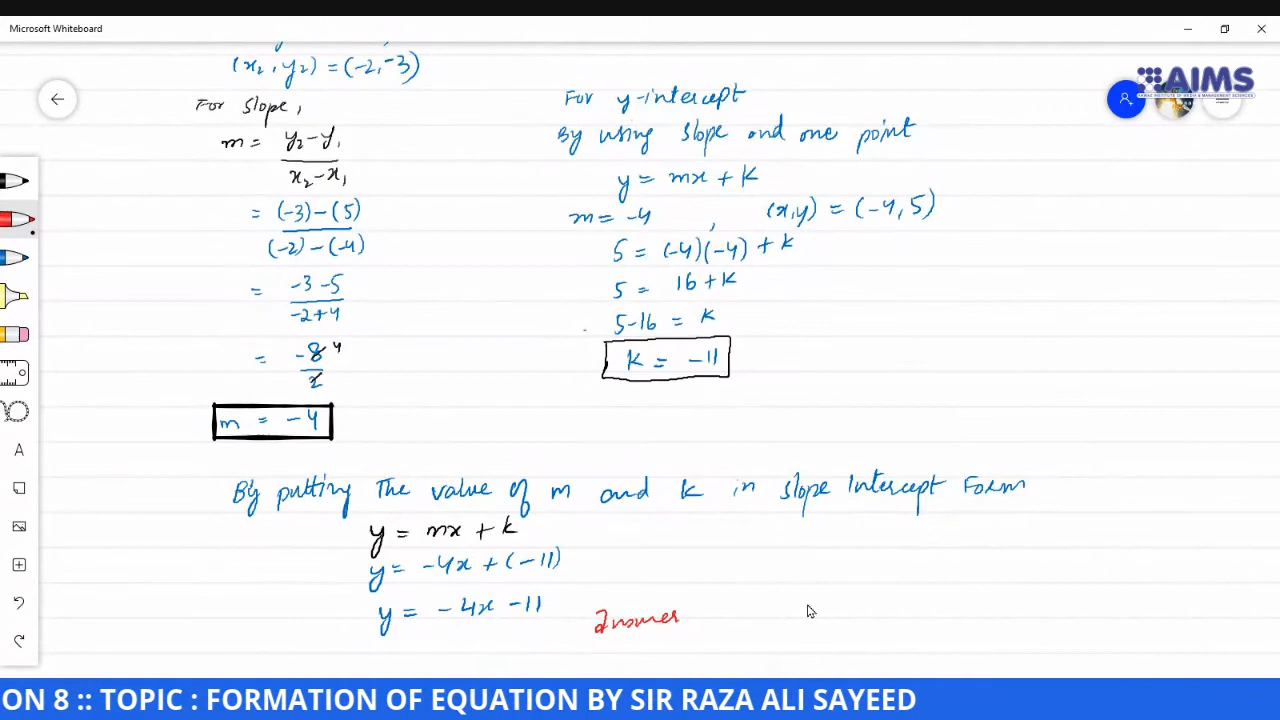 Microsoft Whiteboard
(x₂, y₂) = (-2, -3)
AIMS
For slope,
m = y₂ - y₁
x₂ - x₁
= (-3) - (5)
(-2) - (-4)
= -3 - 5
-2 + 4
= -8 4
2
m = -4
For y-intercept
By using slope and one point
y = mx + k
m = -4 , (x,y) = (-4, 5)
5 = (-4)(-4) + k
5 = 16 + k
5 - 16 = k
k = -11
By putting The value of m and k in slope Intercept Form
y = mx + k
y = -4x + (-11)
y = -4x - 11 Answer
A
ON 8 :: TOPIC : FORMATION OF EQUATION BY SIR RAZA ALI SAYEED